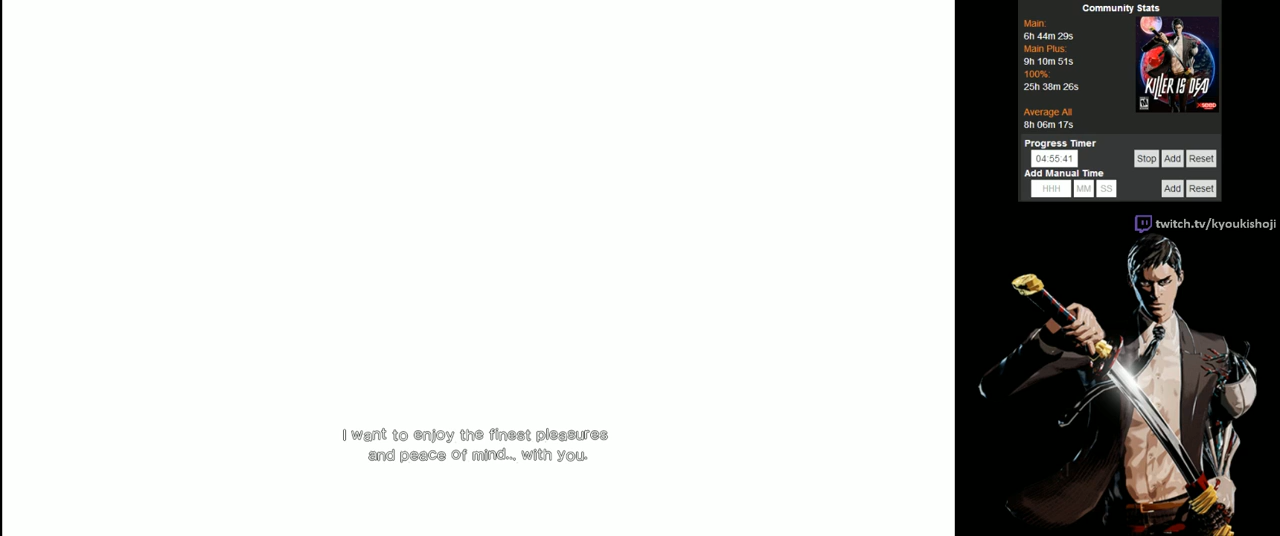 I want to enjoy the finest pleasures
and peace of mind... with you.
Community Stats
Main:
6h 44m 29s
Main Plus:
9h 10m 51s
100%:
25h 38m 26s
Average All
8h 06m 17s
KILLER IS DEAD
Progress Timer
04:55:41
Stop
Add
Reset
Add Manual Time
HHH
MM
SS
Add
Reset
twitch.tv/kyoukishoji